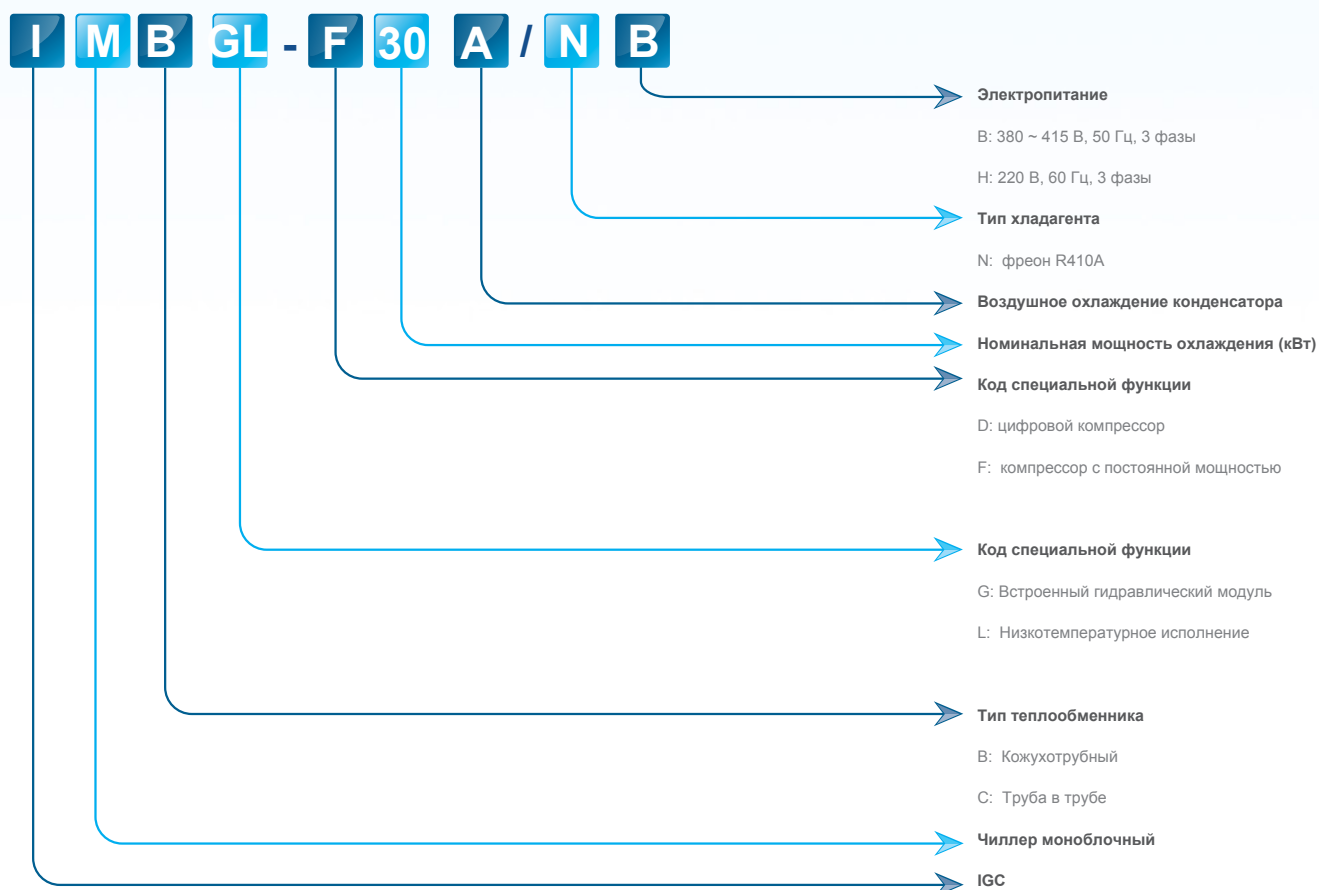 I M B GL - F 30 A / N B
Электропитание
B: 380 ~ 415 В, 50 Гц, 3 фазы
H: 220 В, 60 Гц, 3 фазы
Тип хладагента
N: фреон R410A
Воздушное охлаждение конденсатора
Номинальная мощность охлаждения (кВт)
Код специальной функции
D: цифровой компрессор
F: компрессор с постоянной мощностью
Код специальной функции
G: Встроенный гидравлический модуль
L: Низкотемпературное исполнение
Тип теплообменника
B: Кожухотрубный
C: Труба в трубе
Чиллер моноблочный
IGC